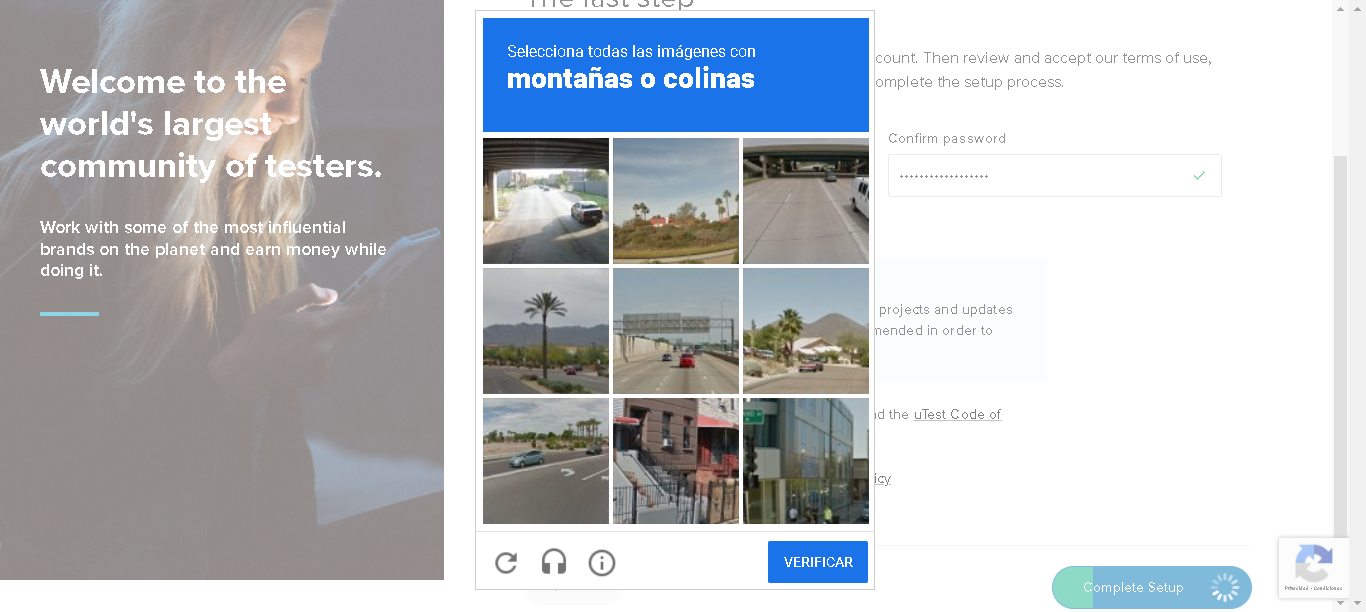 The last step
Welcome to the
world's largest
community of testers.
Work with some of the most influential
brands on the planet and earn money while
doing it.
Selecciona todas las imágenes con
montañas o colinas
VERIFICAR
count. Then review and accept our terms of use,
omplete the setup process.
Confirm password
••••••••••••••••••
projects and updates
mended in order to
nd the uTest Code of
icy
Complete Setup
Privacidad - Condiciones